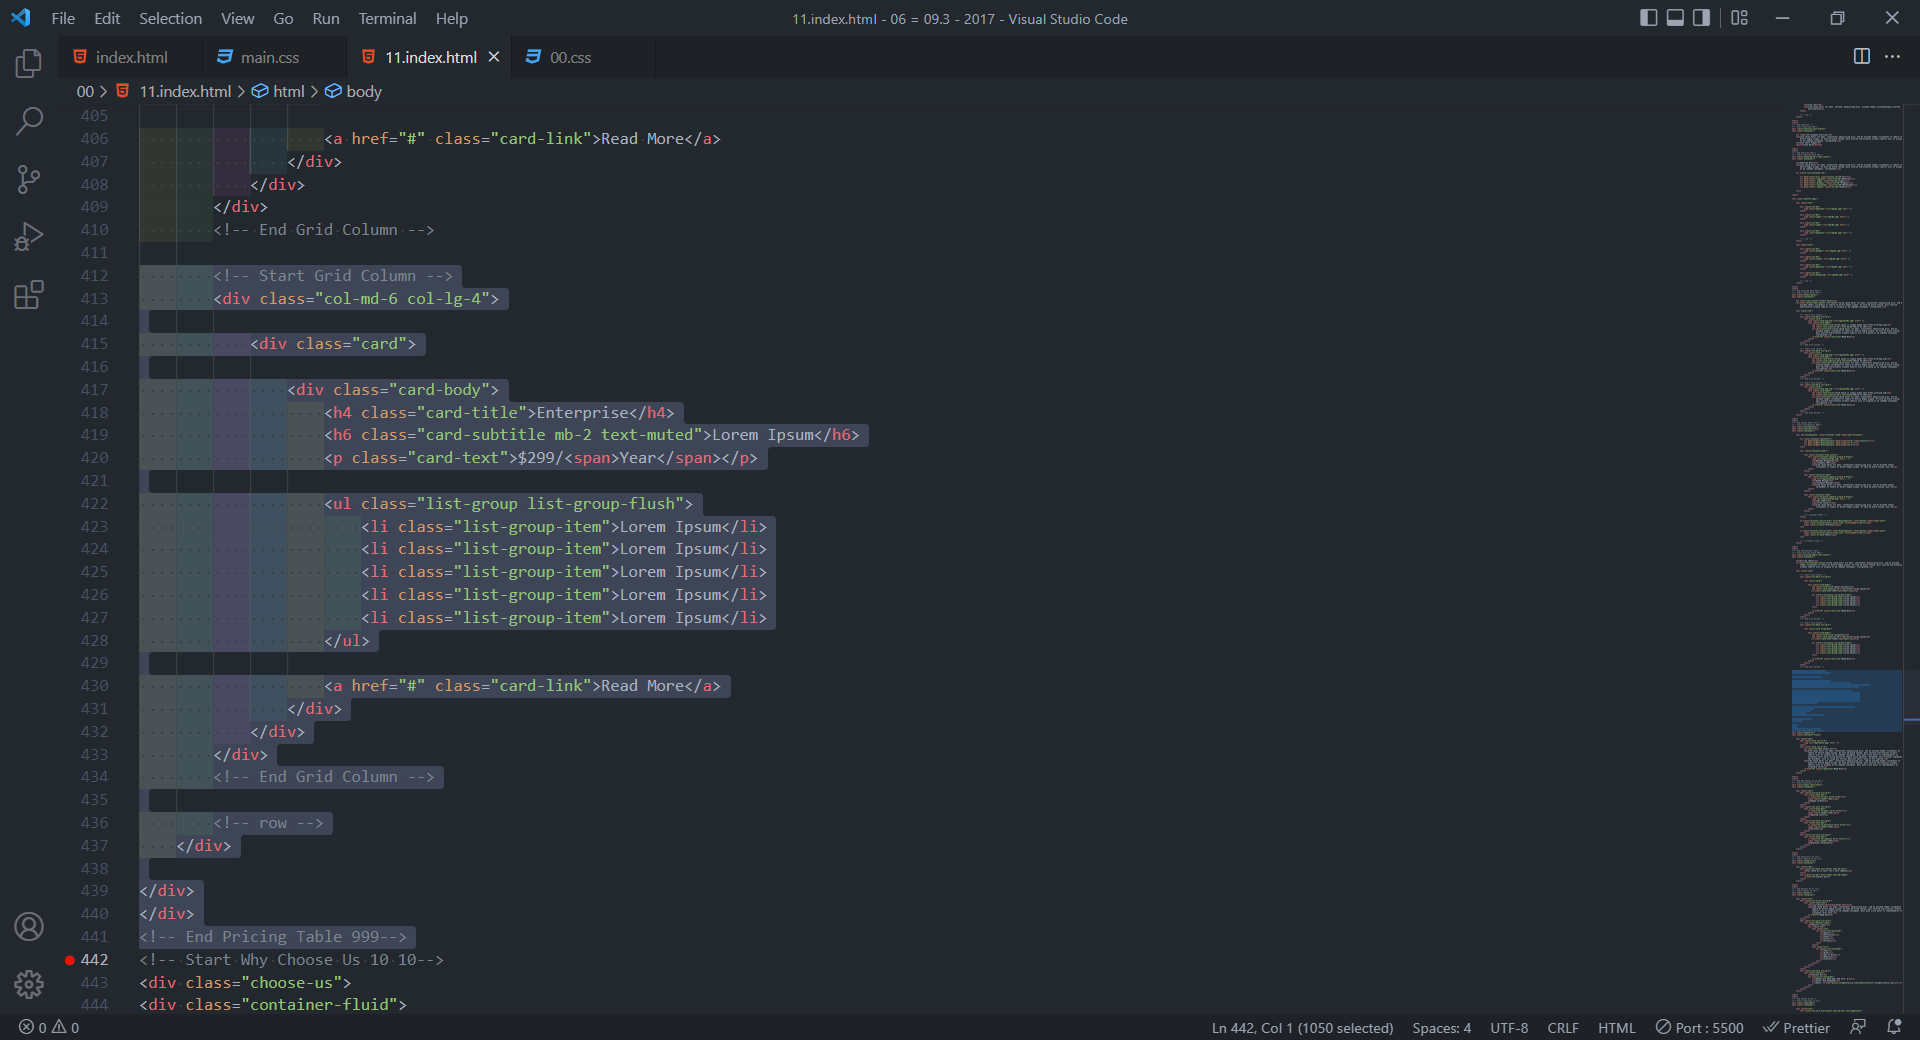 File Edit Selection View Go Run Terminal Help
11.index.html - 06 = 09.3 - 2017 - Visual Studio Code
index.html main.css 11.index.html 00.css
00 > 11.index.html > html > body
405
406 <a href="#" class="card-link">Read More</a>
407 </div>
408 </div>
409 </div>
410 <!-- End Grid Column -->
411
412 <!-- Start Grid Column -->
413 <div class="col-md-6 col-lg-4">
414
415 <div class="card">
416
417 <div class="card-body">
418 <h4 class="card-title">Enterprise</h4>
419 <h6 class="card-subtitle mb-2 text-muted">Lorem Ipsum</h6>
420 <p class="card-text">$299/<span>Year</span></p>
421
422 <ul class="list-group list-group-flush">
423 <li class="list-group-item">Lorem Ipsum</li>
424 <li class="list-group-item">Lorem Ipsum</li>
425 <li class="list-group-item">Lorem Ipsum</li>
426 <li class="list-group-item">Lorem Ipsum</li>
427 <li class="list-group-item">Lorem Ipsum</li>
428 </ul>
429
430 <a href="#" class="card-link">Read More</a>
431 </div>
432 </div>
433 </div>
434 <!-- End Grid Column -->
435
436 <!-- row -->
437 </div>
438
439 </div>
440 </div>
441 <!-- End Pricing Table 999-->
442 <!-- Start Why Choose Us 10 10-->
443 <div class="choose-us">
444 <div class="container-fluid">
0 0 Ln 442, Col 1 (1050 selected) Spaces: 4 UTF-8 CRLF HTML Port : 5500 Prettier